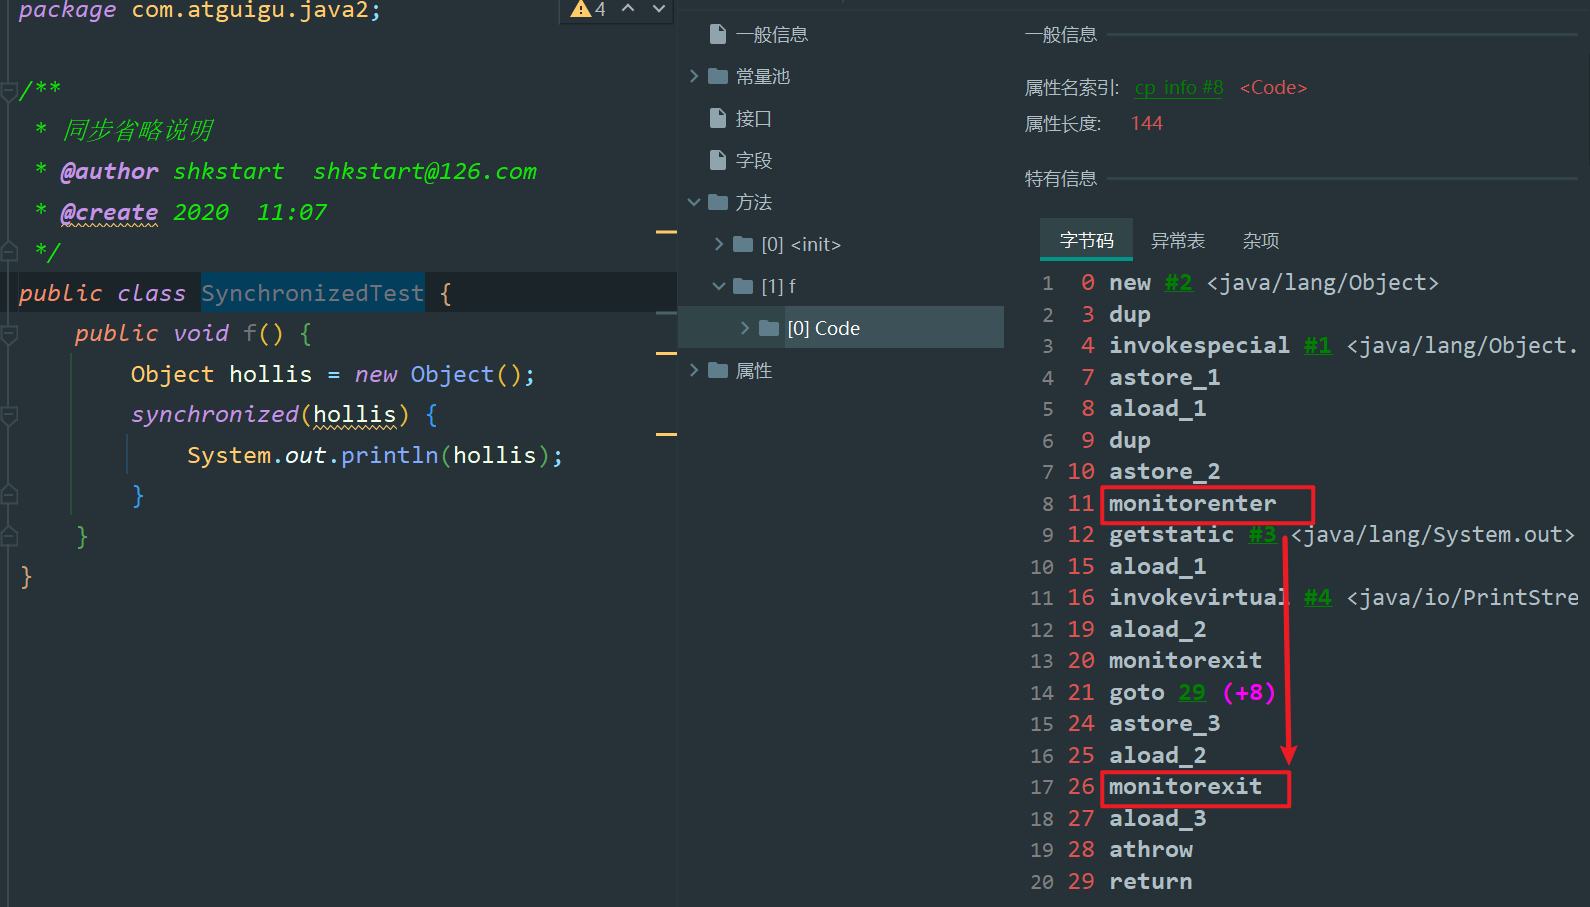 package com.atguigu.java2;
4
/**
* 同步省略说明
* @author shkstart  shkstart@126.com
* @create 2020  11:07
*/
public class SynchronizedTest {
public void f() {
Object hollis = new Object();
synchronized(hollis) {
System.out.println(hollis);
}
}
}
一般信息
常量池
接口
字段
方法
[0] <init>
[1] f
[0] Code
属性
一般信息
属性名索引: cp_info #8 <Code>
属性长度: 144
特有信息
字节码 异常表 杂项
1 0 new #2 <java/lang/Object>
2 3 dup
3 4 invokespecial #1 <java/lang/Object.
4 7 astore_1
5 8 aload_1
6 9 dup
7 10 astore_2
8 11 monitorenter
9 12 getstatic #3 <java/lang/System.out>
10 15 aload_1
11 16 invokevirtual #4 <java/io/PrintStre
12 19 aload_2
13 20 monitorexit
14 21 goto 29 (+8)
15 24 astore_3
16 25 aload_2
17 26 monitorexit
18 27 aload_3
19 28 athrow
20 29 return